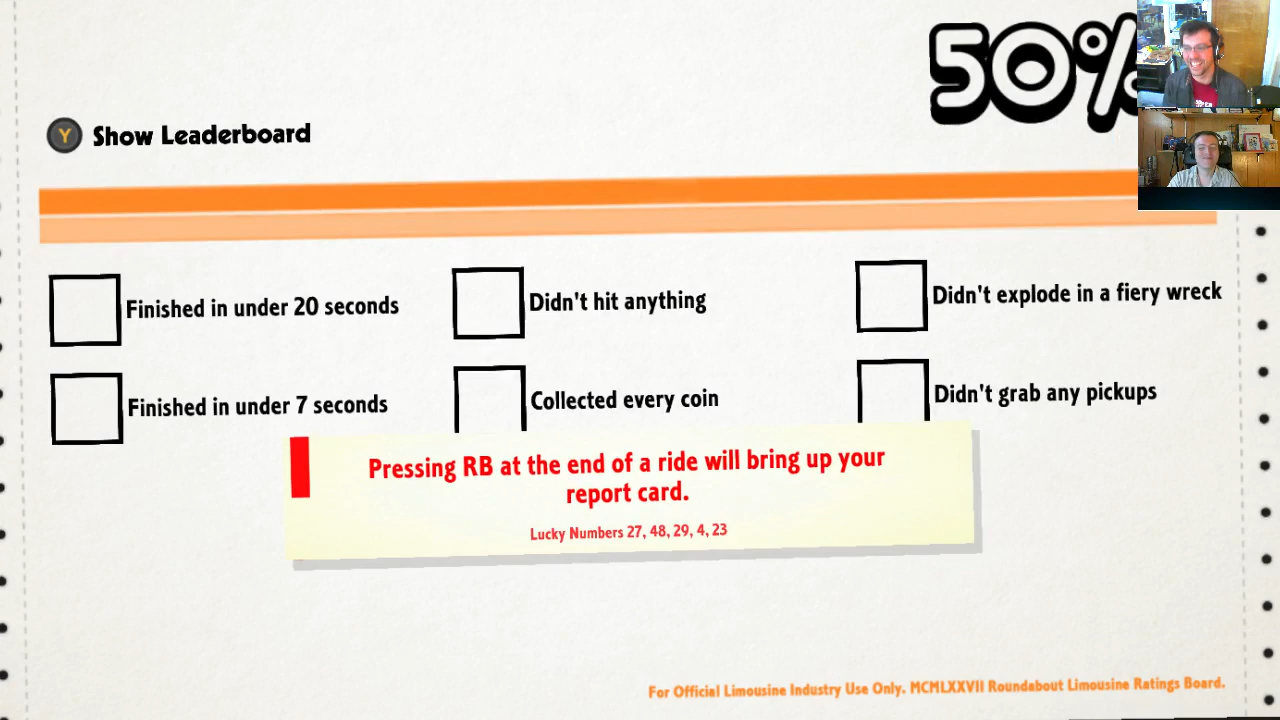 50%
Y Show Leaderboard
Finished in under 20 seconds
Didn't hit anything
Didn't explode in a fiery wreck
Finished in under 7 seconds
Collected every coin
Didn't grab any pickups
Pressing RB at the end of a ride will bring up your
report card.
Lucky Numbers 27, 48, 29, 4, 23
For Official Limousine Industry Use Only. MCMLXXVII Roundabout Limousine Ratings Board.